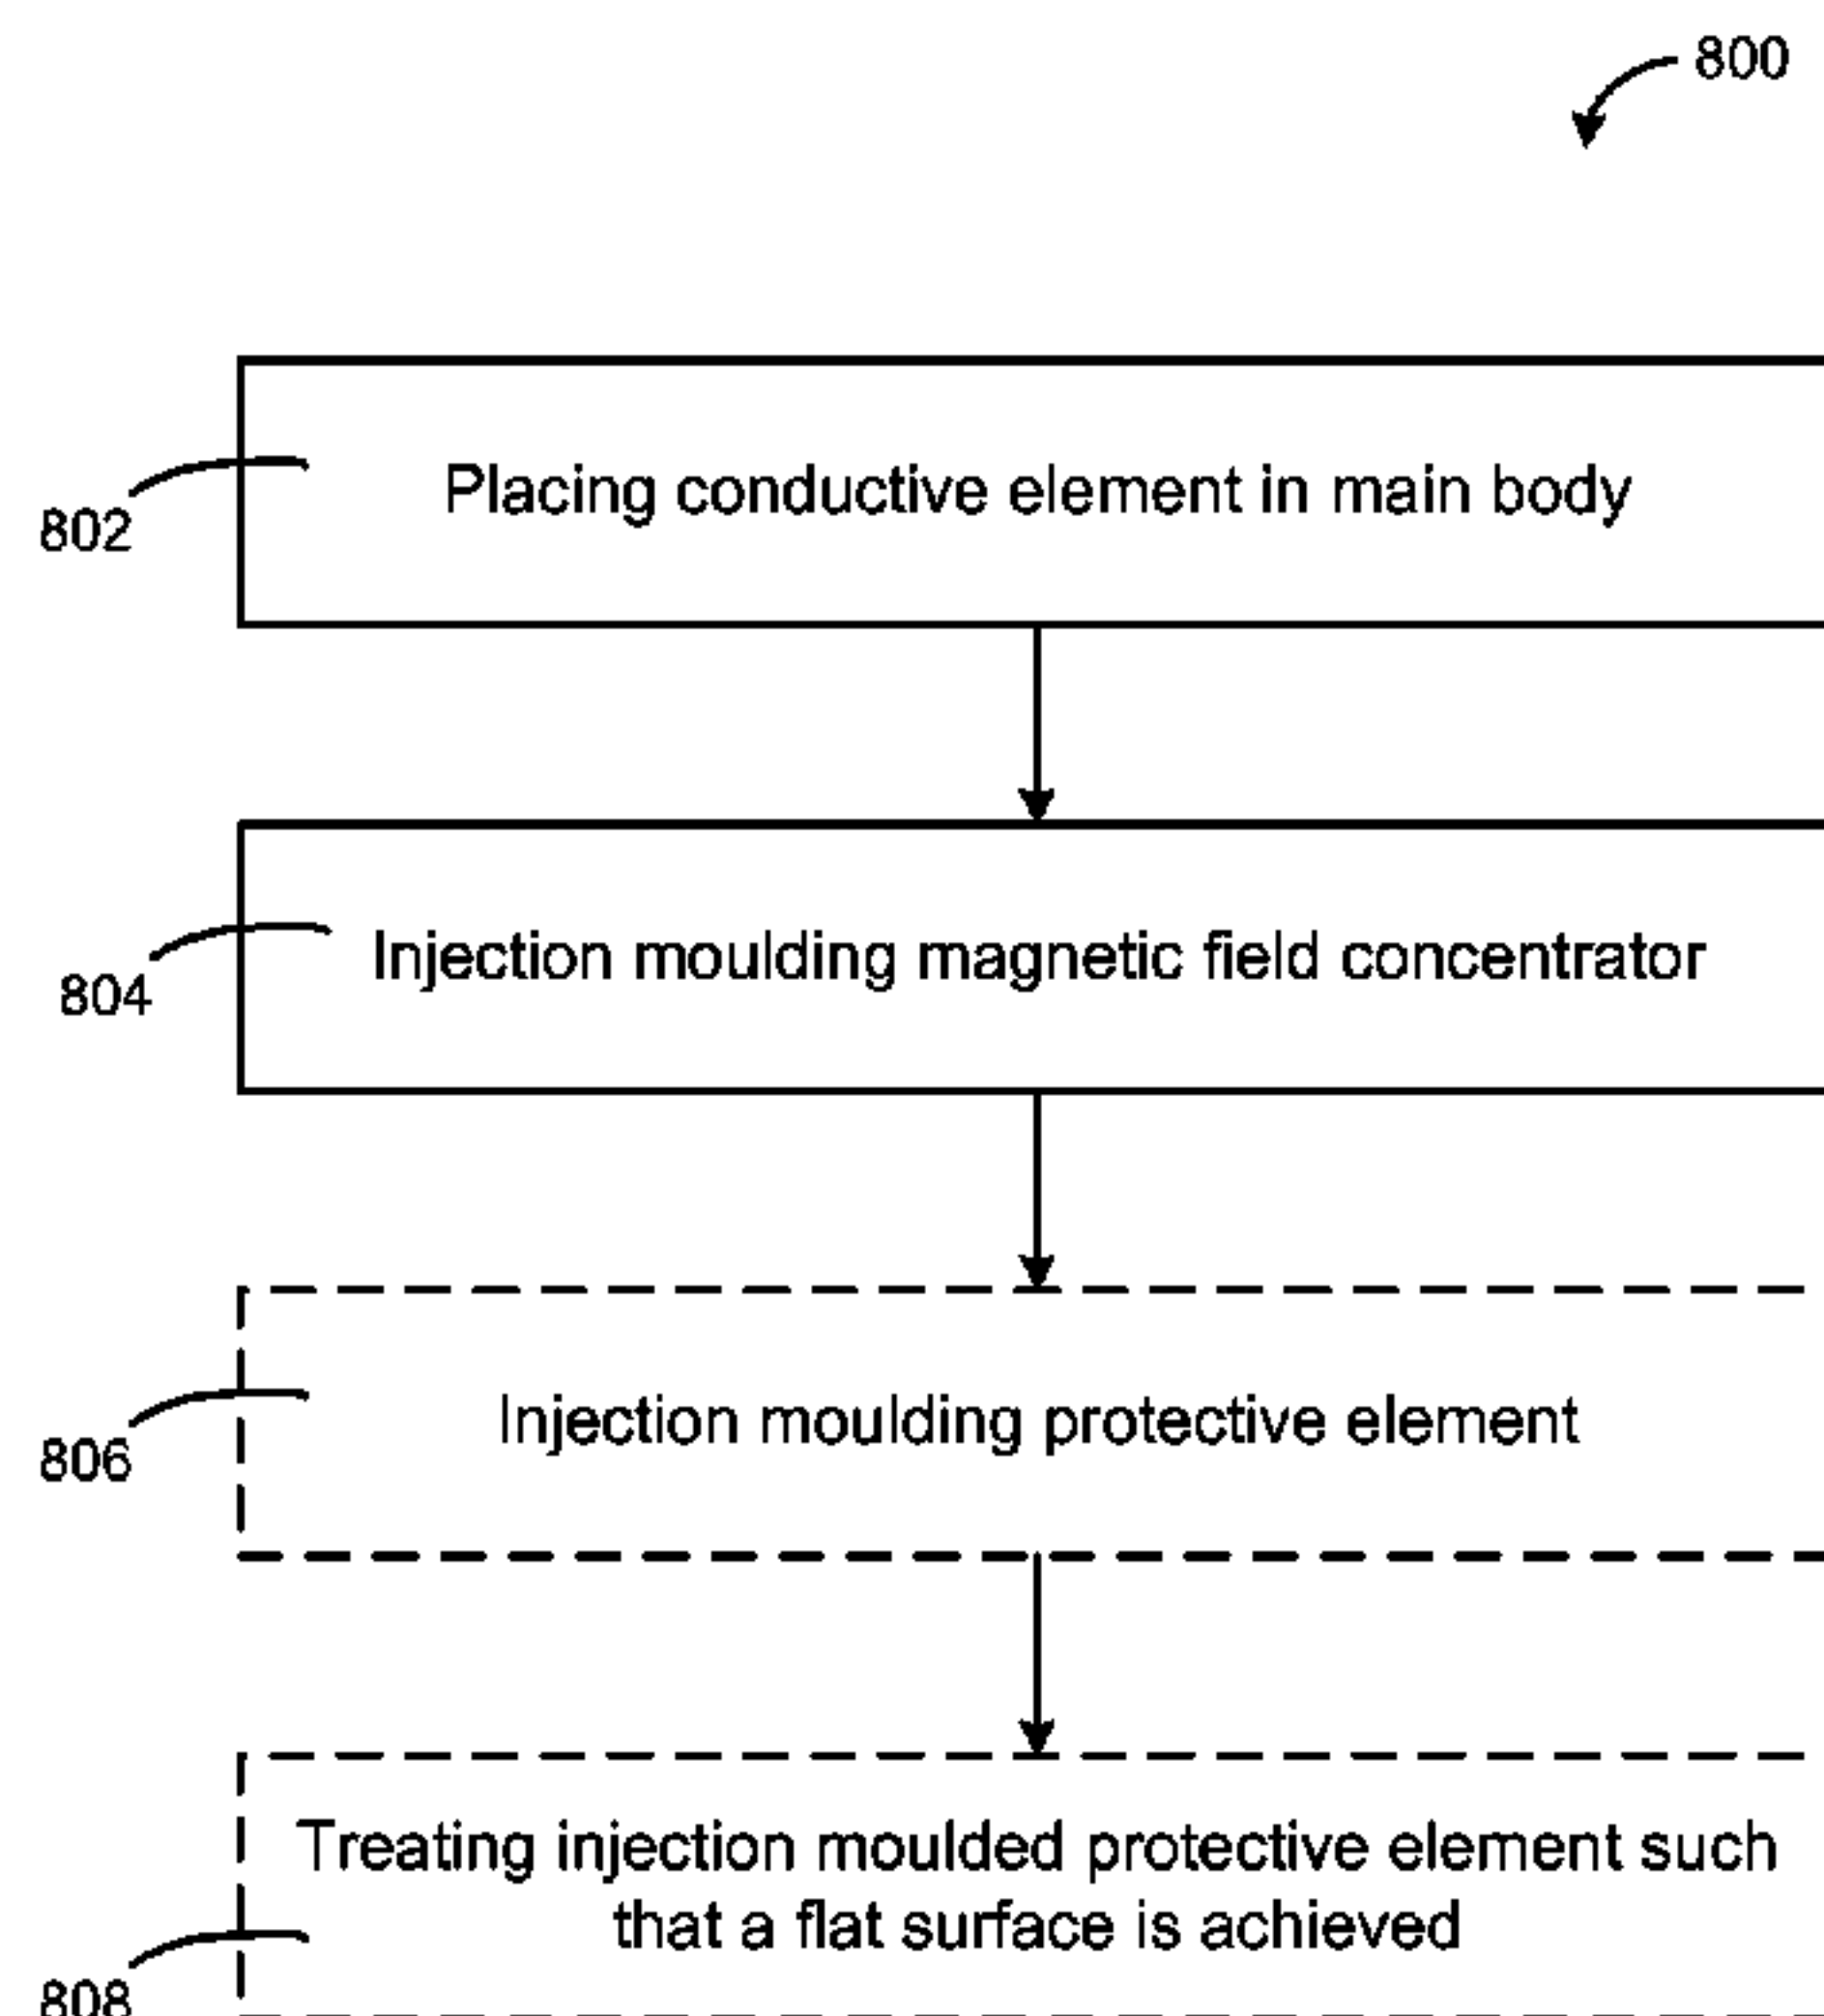 800
Placing conductive element in main body
802
Injection moulding magnetic field concentrator
804
Injection moulding protective element
806
Treating injection moulded protective element such
that a flat surface is achieved
808